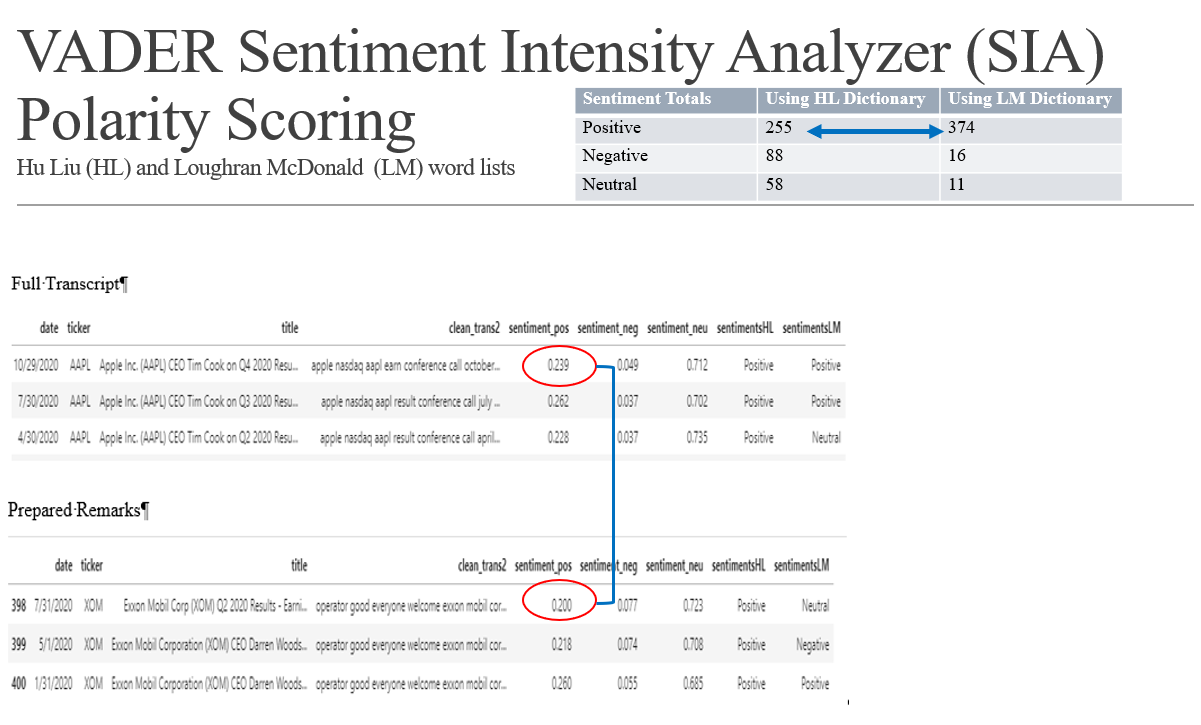 VADER Sentiment Intensity Analyzer (SIA)
Polarity Scoring
Hu Liu (HL) and Loughran McDonald (LM) word lists
Sentiment Totals Using HL Dictionary Using LM Dictionary
Positive 255 374
Negative 88 16
Neutral 58 11
Full·Transcript¶
date ticker title clean_trans2 sentiment_pos sentiment_neg sentiment_neu sentimentsHL sentimentsLM
10/29/2020 AAPL Apple Inc. (AAPL) CEO Tim Cook on Q4 2020 Resu... apple nasdaq aapl earn conference call october... 0.239 0.049 0.712 Positive Positive
7/30/2020 AAPL Apple Inc. (AAPL) CEO Tim Cook on Q3 2020 Resu... apple nasdaq aapl result conference call july ... 0.262 0.037 0.702 Positive Positive
4/30/2020 AAPL Apple Inc. (AAPL) CEO Tim Cook on Q2 2020 Resu... apple nasdaq aapl result conference call april... 0.228 0.037 0.735 Positive Neutral
Prepared·Remarks¶
date ticker title clean_trans2 sentiment_pos sentiment_neg sentiment_neu sentimentsHL sentimentsLM
398 7/31/2020 XOM Exxon Mobil Corp (XOM) Q2 2020 Results - Earni... operator good everyone welcome exxon mobil cor... 0.200 0.077 0.723 Positive Neutral
399 5/1/2020 XOM Exxon Mobil Corporation (XOM) CEO Darren Woods... operator good everyone welcome exxon mobil cor... 0.218 0.074 0.708 Positive Negative
400 1/31/2020 XOM Exxon Mobil Corporation (XOM) CEO Darren Woods... operator good everyone welcome exxon mobil cor... 0.260 0.055 0.685 Positive Positive